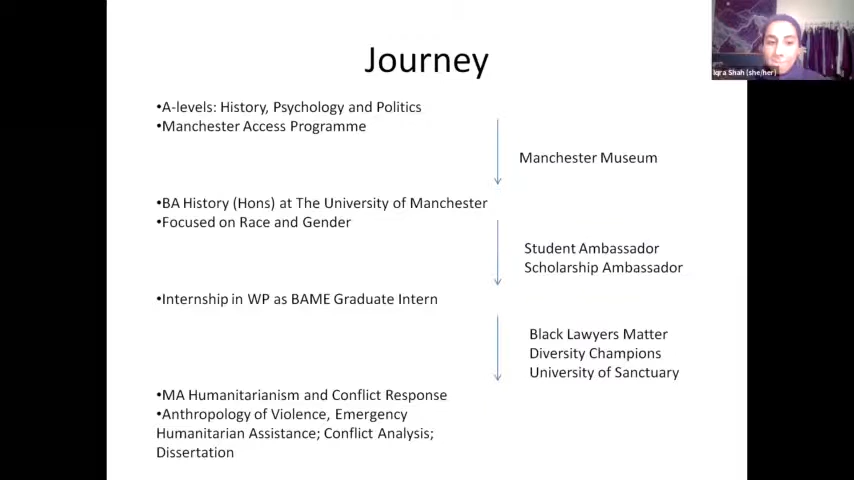 Journey
Iqra Shah (she/her)
•A-levels: History, Psychology and Politics
•Manchester Access Programme
Manchester Museum
•BA History (Hons) at The University of Manchester
•Focused on Race and Gender
Student Ambassador
Scholarship Ambassador
•Internship in WP as BAME Graduate Intern
Black Lawyers Matter
Diversity Champions
University of Sanctuary
•MA Humanitarianism and Conflict Response
•Anthropology of Violence, Emergency
Humanitarian Assistance; Conflict Analysis;
Dissertation